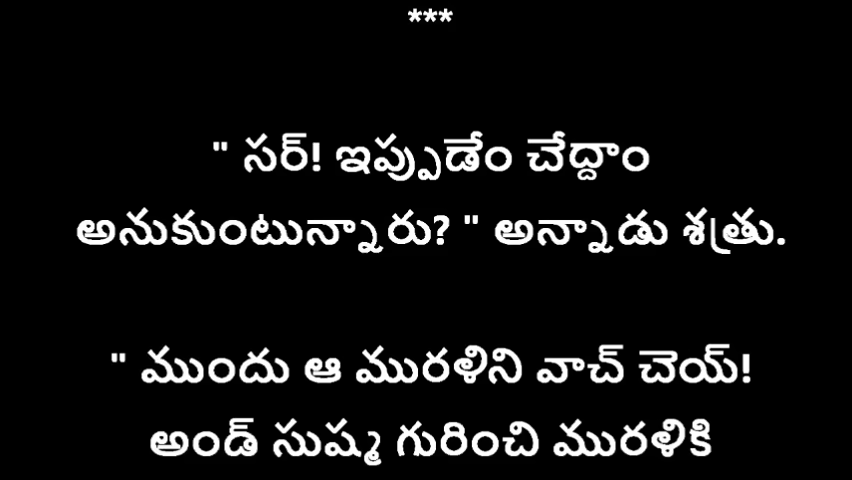 ***
" సర్! ఇప్పుడేం చేద్దాం
అనుకుంటున్నారు? " అన్నాడు శత్రు.
" ముందు ఆ మురళిని వాచ్ చెయ్!
అండ్ సుష్మ గురించి మురళికి